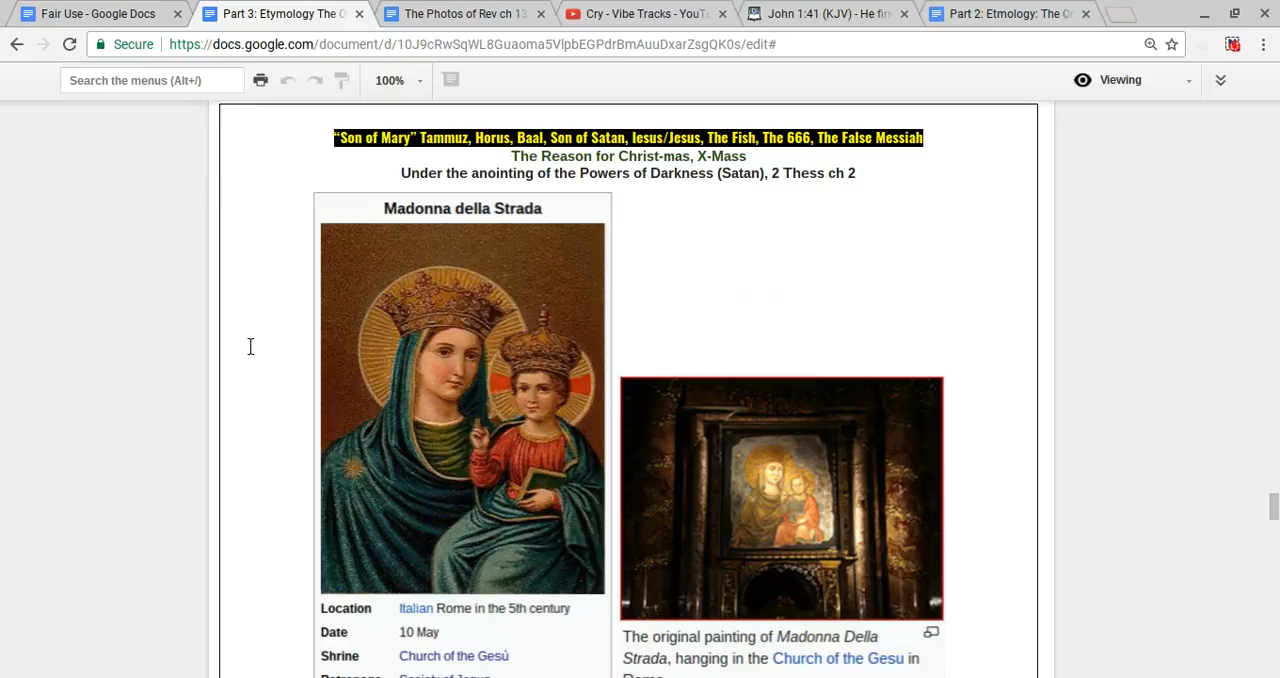 Fair Use - Google Docs
Part 3: Etymology The O
The Photos of Rev ch 13
Cry - Vibe Tracks - YouTu
John 1:41 (KJV) - He firs
Part 2: Etmology: The Or
Secure
https://docs.google.com/document/d/10J9cRwSqWL8Guaoma5VlpbEGPdrBmAuuDxarZsgQK0s/edit#
Search the menus (Alt+/)
100%
Viewing
“Son of Mary” Tammuz, Horus, Baal, Son of Satan, Iesus/Jesus, The Fish, The 666, The False Messiah
The Reason for Christ-mas, X-Mass
Under the anointing of the Powers of Darkness (Satan), 2 Thess ch 2
Madonna della Strada
Location Italian Rome in the 5th century
Date 10 May
Shrine Church of the Gesù
The original painting of Madonna Della
Strada, hanging in the Church of the Gesu in